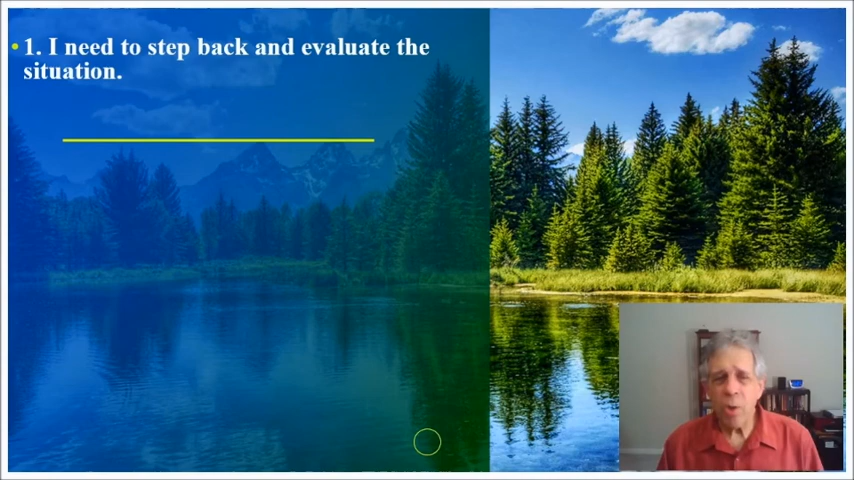 • 1. I need to step back and evaluate the
situation.